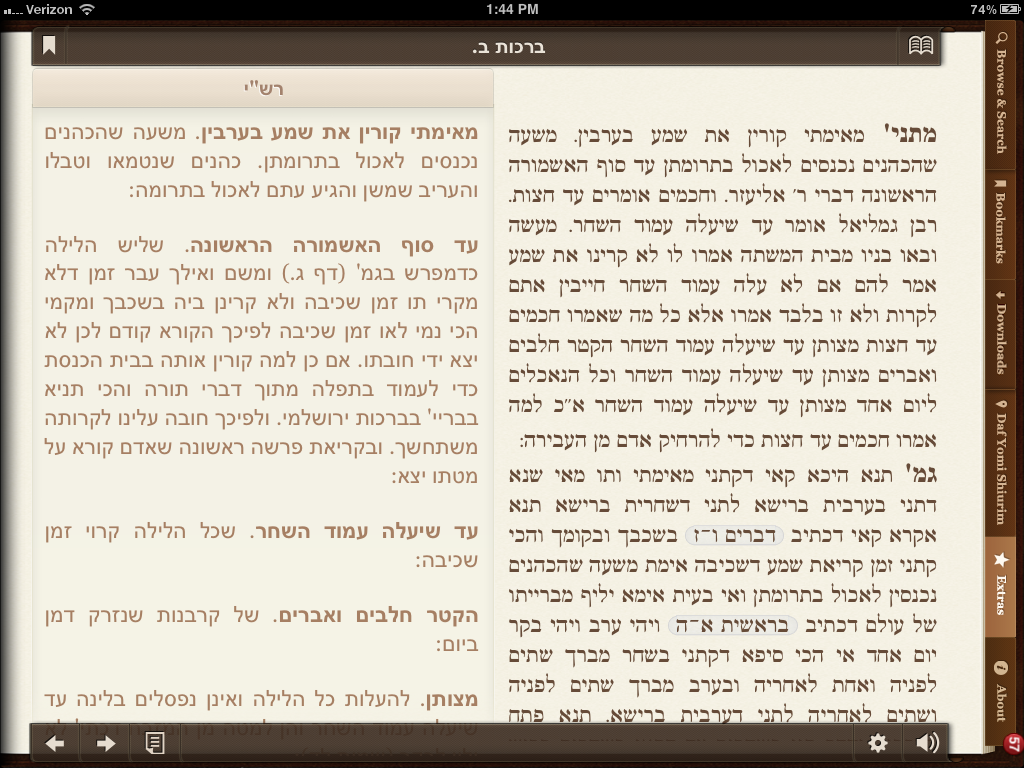 Verizon
1:44 PM
74%
ברכות ב.
מתני' מאימתי קורין את שמע בערבין. משעה
שהכהנים נכנסים לאכול בתרומתן עד סוף האשמורה
הראשונה דברי ר' אליעזר. וחכמים אומרים עד חצות.
רבן גמליאל אומר עד שיעלה עמוד השחר. מעשה
ובאו בניו מבית המשתה אמרו לו לא קרינו את שמע
אמר להם אם לא עלה עמוד השחר חייבין אתם
לקרות ולא זו בלבד אמרו אלא כל מה שאמרו חכמים
עד חצות מצותן עד שיעלה עמוד השחר הקטר חלבים
ואברים מצותן עד שיעלה עמוד השחר וכל הנאכלים
ליום אחד מצותן עד שיעלה עמוד השחר א״כ למה
אמרו חכמים עד חצות כדי להרחיק אדם מן העבירה:
גמ' תנא היכא קאי דקתני מאימתי ותו מאי שנא
דתני בערבית ברישא לתני דשחרית ברישא תנא
אקרא קאי דכתיב דברים ו־ז בשכבך ובקומך והכי
קתני זמן קריאת שמע דשכיבה אימת משעה שהכהנים
נכנסין לאכול בתרומתן ואי בעית אימא יליף מברייתו
של עולם דכתיב בראשית א־ה ויהי ערב ויהי בקר
יום אחד אי הכי סיפא דקתני בשחר מברך שתים
לפניה ואחת לאחריה ובערב מברך שתים לפניה
ושתים לאחריה לתני דערבית ברישא. תנא פתח
רש"י
מאימתי קורין את שמע בערבין. משעה שהכהנים
נכנסים לאכול בתרומתן. כהנים שנטמאו וטבלו
והעריב שמשן והגיע עתם לאכול בתרומה:
עד סוף האשמורה הראשונה. שליש הלילה
כדמפרש בגמ' (דף ג.) ומשם ואילך עבר זמן דלא
מקרי תו זמן שכיבה ולא קרינן ביה בשכבך ומקמי
הכי נמי לאו זמן שכיבה לפיכך הקורא קודם לכן לא
יצא ידי חובתו. אם כן למה קורין אותה בבית הכנסת
כדי לעמוד בתפלה מתוך דברי תורה והכי תניא
בבריי' בברכות ירושלמי. ולפיכך חובה עלינו לקרותה
משתחשך. ובקריאת פרשה ראשונה שאדם קורא על
מטתו יצא:
עד שיעלה עמוד השחר. שכל הלילה קרוי זמן
שכיבה:
הקטר חלבים ואברים. של קרבנות שנזרק דמן
ביום:
מצותן. להעלות כל הלילה ואינן נפסלים בלינה עד
Browse & Search
Bookmarks
Downloads
Daf Yomi Shiurim
Extras
About
57